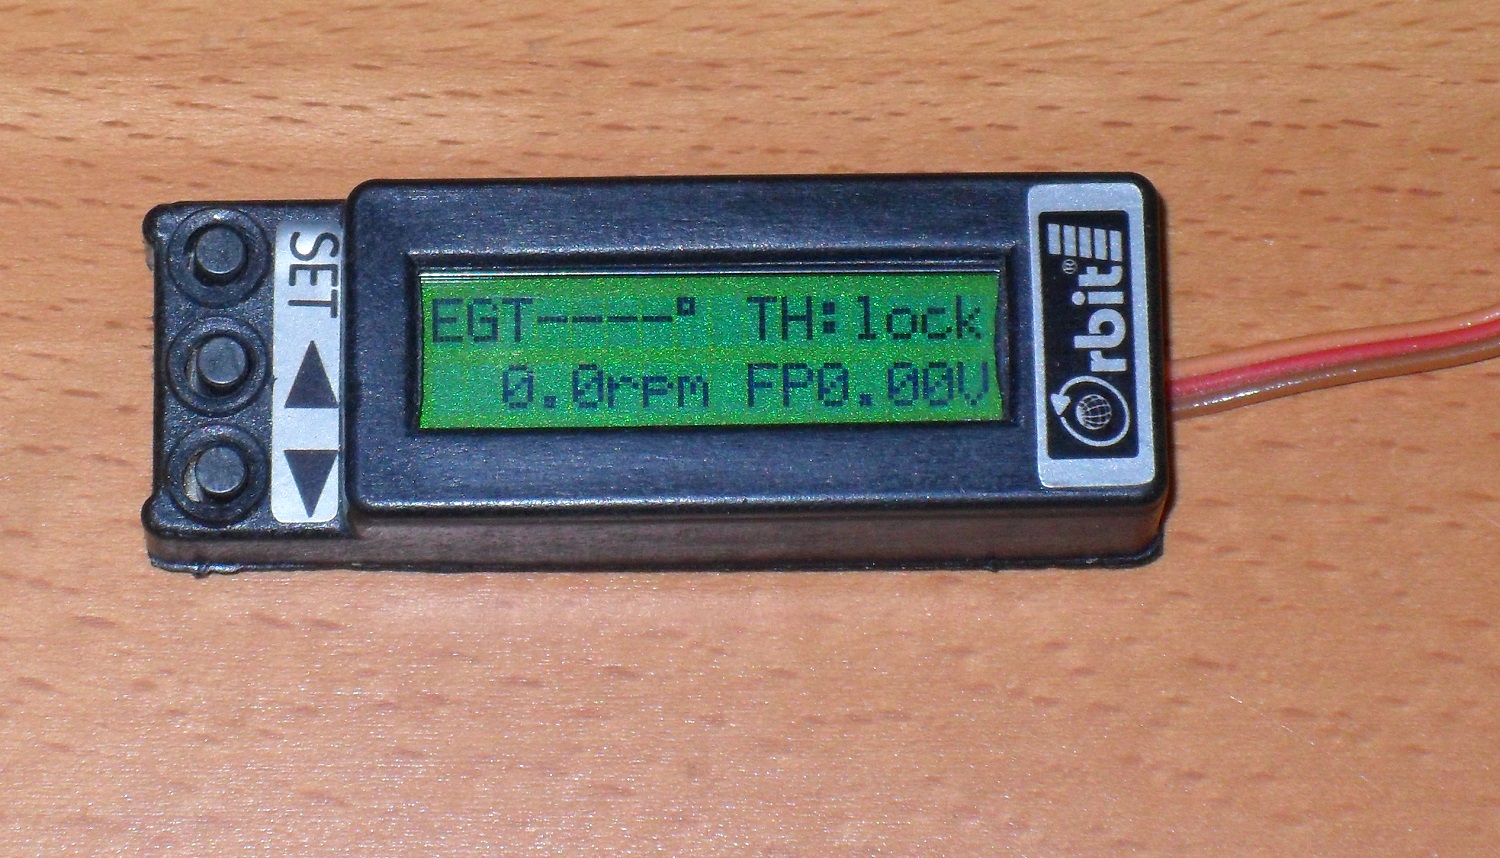 SET
EGT----° TH:lock
0.0rpm FP0.00V
Orbit®